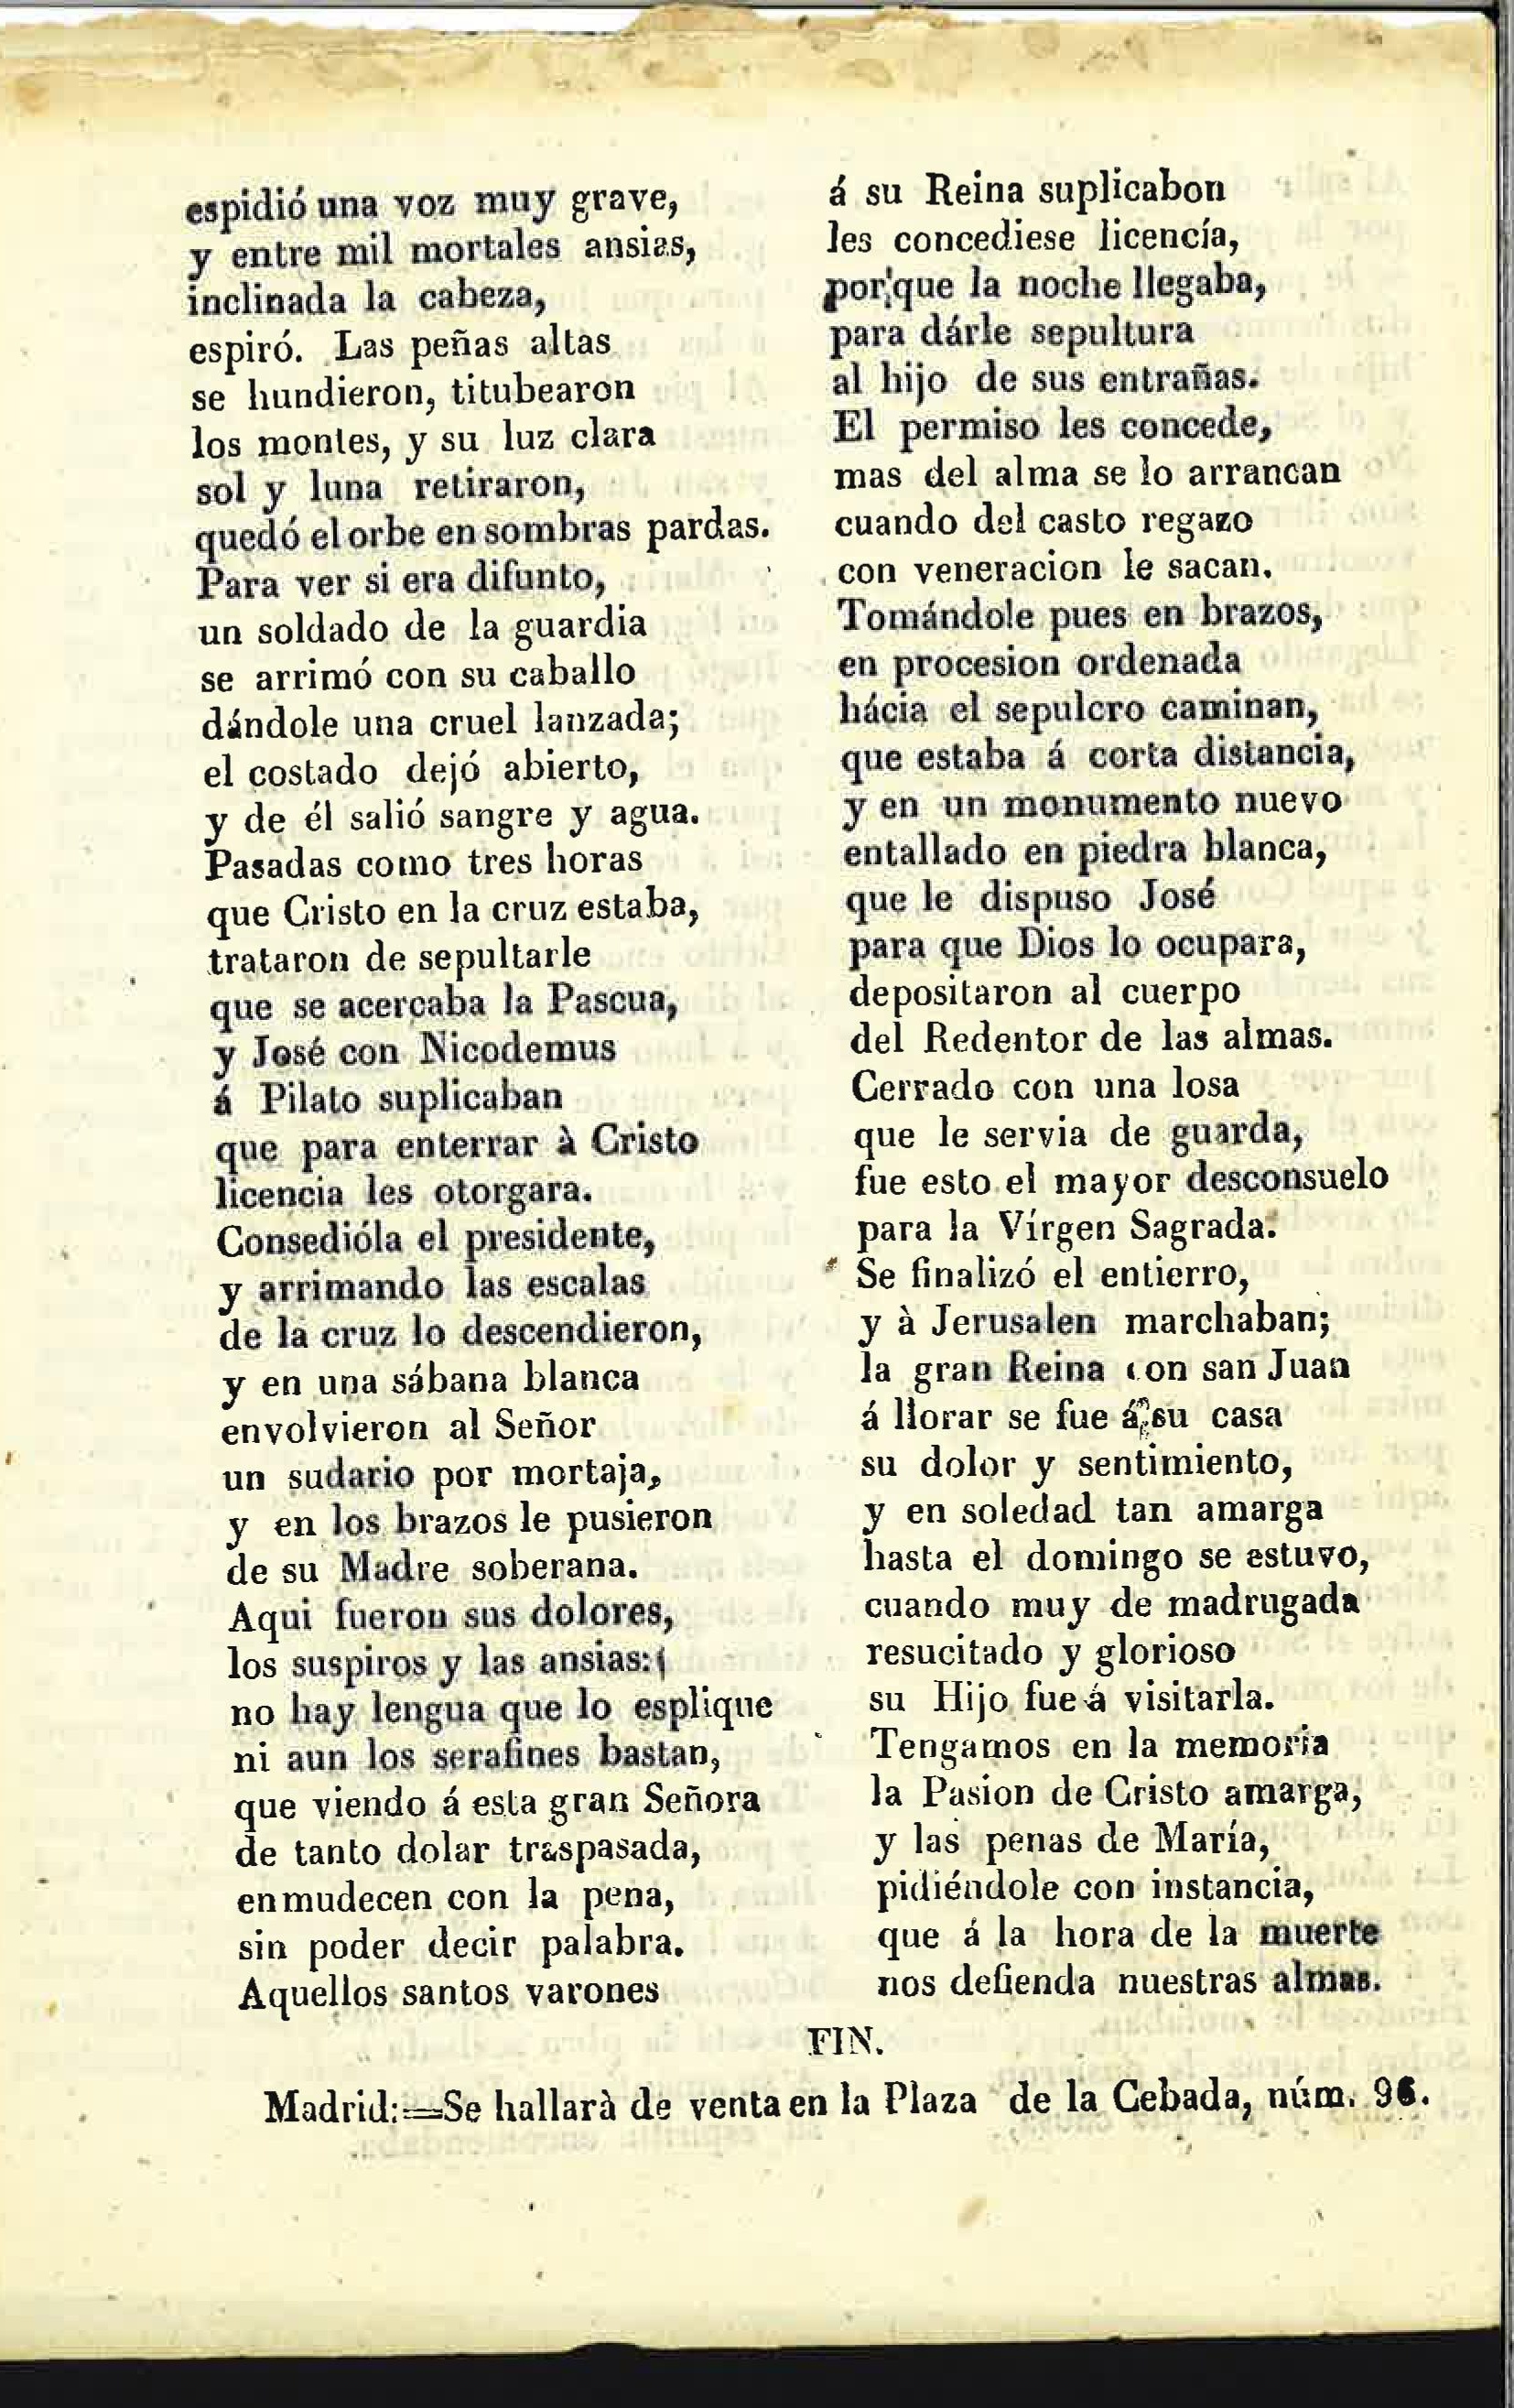 espidió una voz muy grave,
y entre mil mortales ansias,
inclinada la cabeza,
espiró. Las peñas altas
se hundieron, titubearon
los montes, y su luz clara
sol y luna retiraron,
quedó el orbe en sombras pardas.
Para ver si era difunto,
un soldado de la guardia
se arrimó con su caballo
dándole una cruel lanzada;
el costado dejó abierto,
y de él salió sangre y agua.
Pasadas como tres horas
que Cristo en la cruz estaba,
trataron de sepultarle
que se acercaba la Pascua,
y José con Nicodemus
á Pilato suplicaban
que para enterrar à Cristo
licencia les otorgara.
Consedióla el presidente,
y arrimando las escalas
de la cruz lo descendieron,
y en una sábana blanca
envolvieron al Señor
un sudario por mortaja,
y en los brazos le pusieron
de su Madre soberana.
Aqui fueron sus dolores,
los suspiros y las ansias:
no hay lengua que lo esplique
ni aun los serafines bastan,
que viendo á esta gran Señora
de tanto dolar traspasada,
enmudecen con la pena,
sin poder decir palabra.
Aquellos santos varones
á su Reina suplicabon
les concediese licencía,
porque la noche llegaba,
para dárle sepultura
al hijo de sus entrañas.
El permiso les concede,
mas del alma se lo arrancan
cuando del casto regazo
con veneracion le sacan.
Tomándole pues en brazos,
en procesion ordenada
hácia el sepulcro caminan,
que estaba á corta distancia,
y en un monumento nuevo
entallado en piedra blanca,
que le dispuso José
para que Dios lo ocupara,
depositaron al cuerpo
del Redentor de las almas.
Cerrado con una losa
que le servia de guarda,
fue esto el mayor desconsuelo
para la Vírgen Sagrada.
Se finalizó el entierro,
y à Jerusalen marchaban;
la gran Reina con san Juan
á llorar se fue á su casa
su dolor y sentimiento,
y en soledad tan amarga
hasta el domingo se estuvo,
cuando muy de madrugada
resucitado y glorioso
su Hijo fue á visitarla.
Tengamos en la memoria
la Pasion de Cristo amarga,
y las penas de María,
pidiéndole con instancia,
que á la hora de la muerte
nos defienda nuestras almas.
FIN.
Madrid:=Se hallarà de venta en la Plaza de la Cebada, núm. 96.